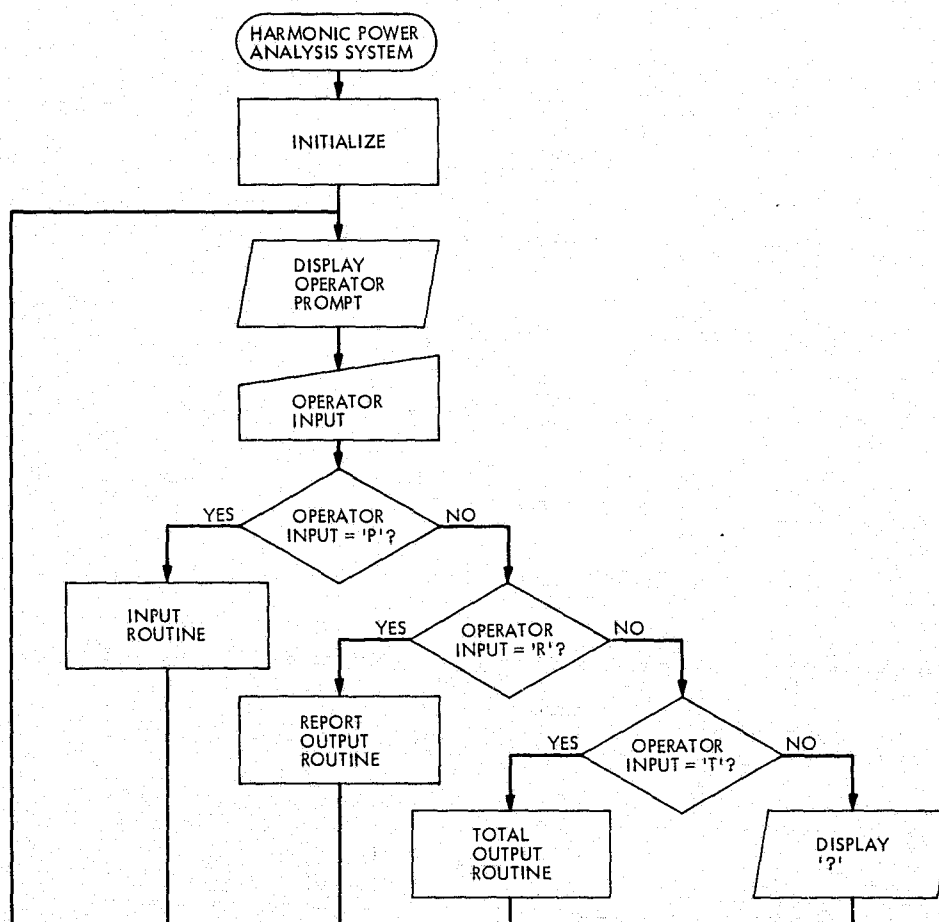 HARMONIC POWER
ANALYSIS SYSTEM
INITIALIZE
DISPLAY
OPERATOR
PROMPT
OPERATOR
INPUT
YES
OPERATOR
INPUT = 'P'?
NO
INPUT
ROUTINE
YES
OPERATOR
INPUT = 'R'?
NO
REPORT
OUTPUT
ROUTINE
YES
OPERATOR
INPUT = 'T'?
NO
TOTAL
OUTPUT
ROUTINE
DISPLAY
'?'